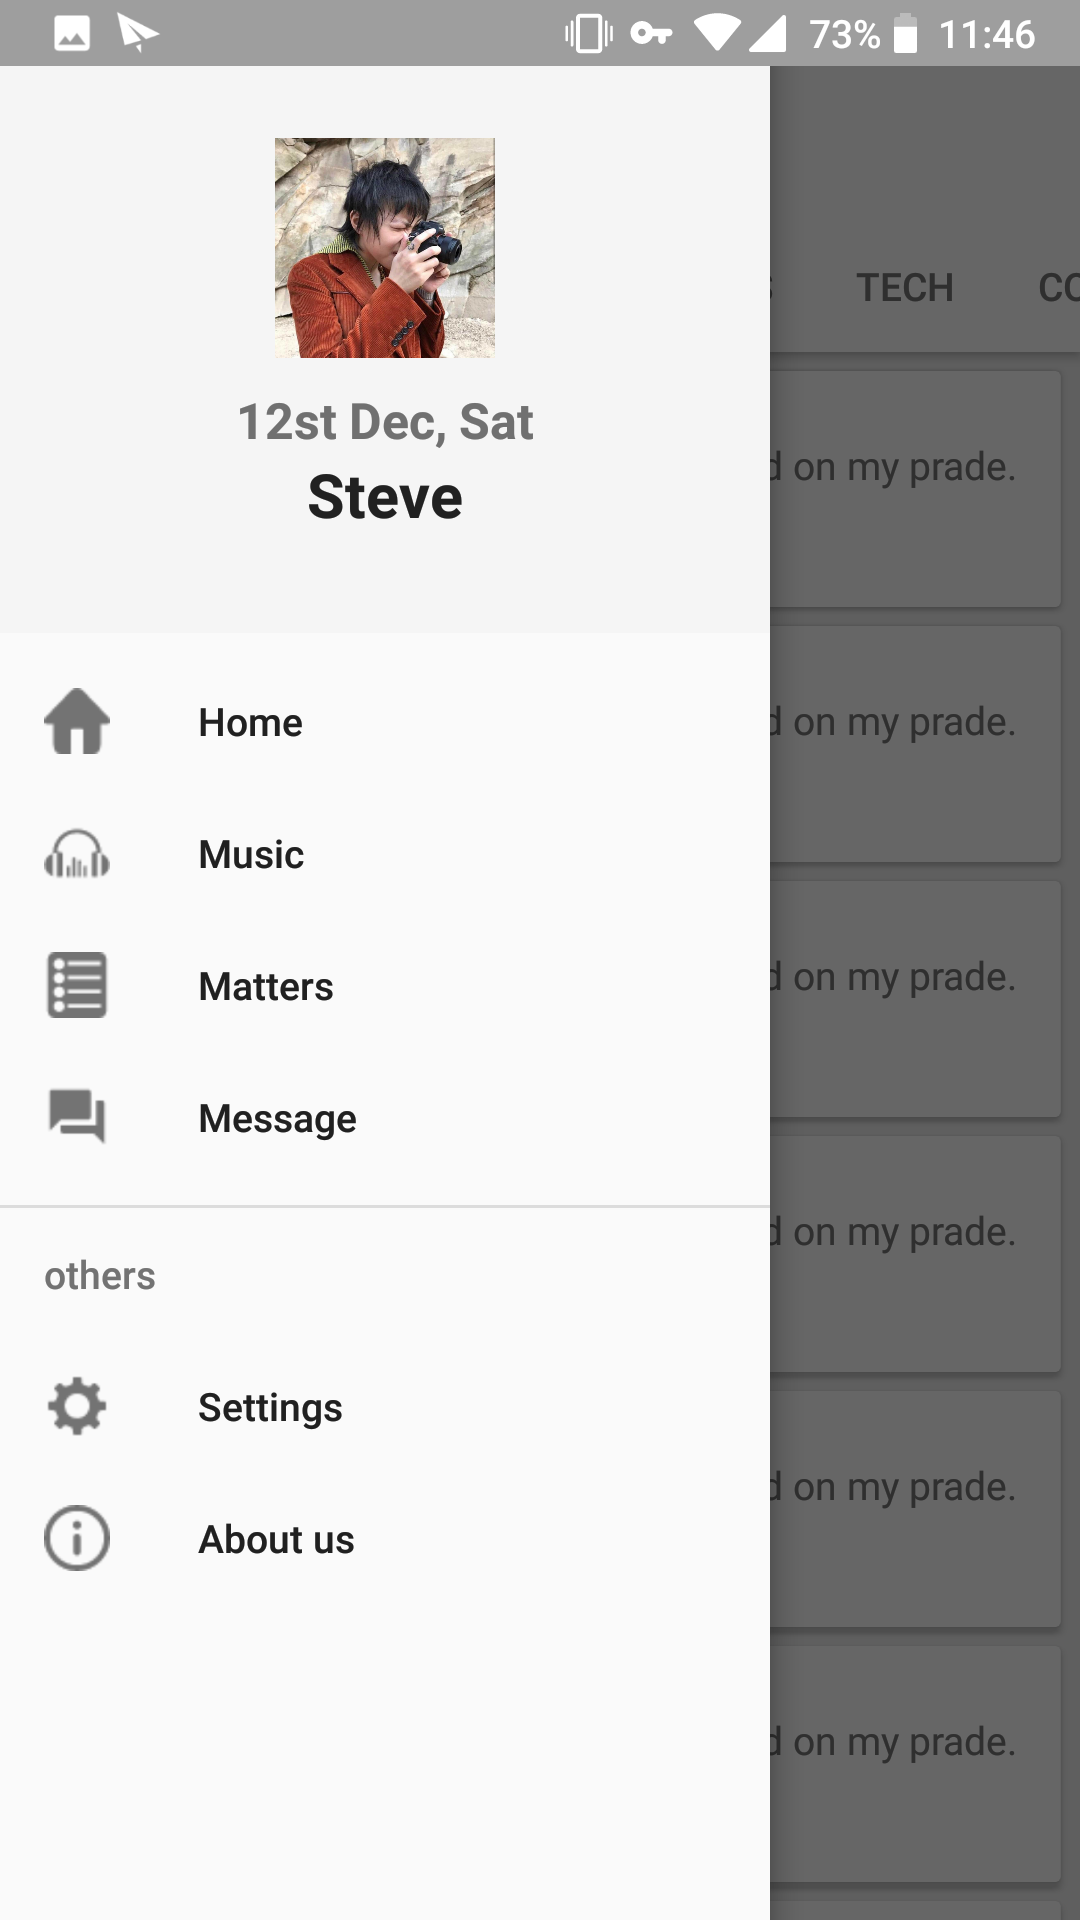 73% 11:46
TECH
12st Dec, Sat
Steve
on my prade.
on my prade.
on my prade.
on my prade.
on my prade.
on my prade.
Home
Music
Matters
Message
others
Settings
About us